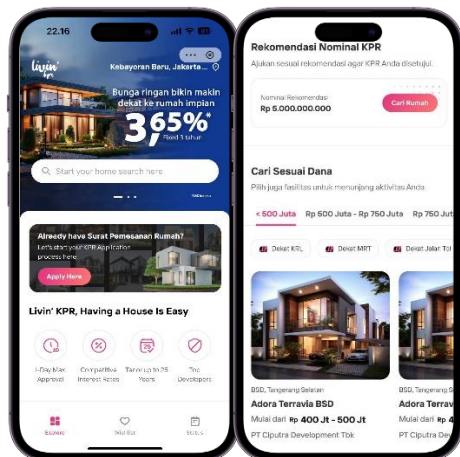 22.16
Livin'
kpr
Kebayoran Baru, Jakarta...
Bunga ringan bikin makin
dekat ke rumah impian
3,65%*
Fixed 3 tahun
Start your home search here
Already have Surat Pemesanan Rumah?
Let's start your KPR Application
process here
Apply Here
Livin' KPR, Having a House Is Easy
1-Day Max.
Approval
Competitive
Interest Rates
Tenor up to 25
Years
Top
Developers
Explore
Wish List
Status
Rekomendasi Nominal KPR
Ajukan sesuai rekomendasi agar KPR Anda disetujui.
Nominal Rekomendasi
Rp 5.000.000.000
Cari Rumah
Cari Sesuai Dana
Pilih juga fasilitas untuk menunjang aktivitas Anda
< 500 Juta
Rp 500 Juta - Rp 750 Juta
Rp 750 Jut
Dekat KRL
Dekat MRT
Dekat Jalan Tol
BSD, Tangerang Selatan
Adora Terravia BSD
Mulai dari Rp 400 Jt - 500 Jt
PT Ciputra Development Tbk
BSD, Tangerang S
Adora Terrav
Mulai dari Rp 4
PT Ciputra Dev